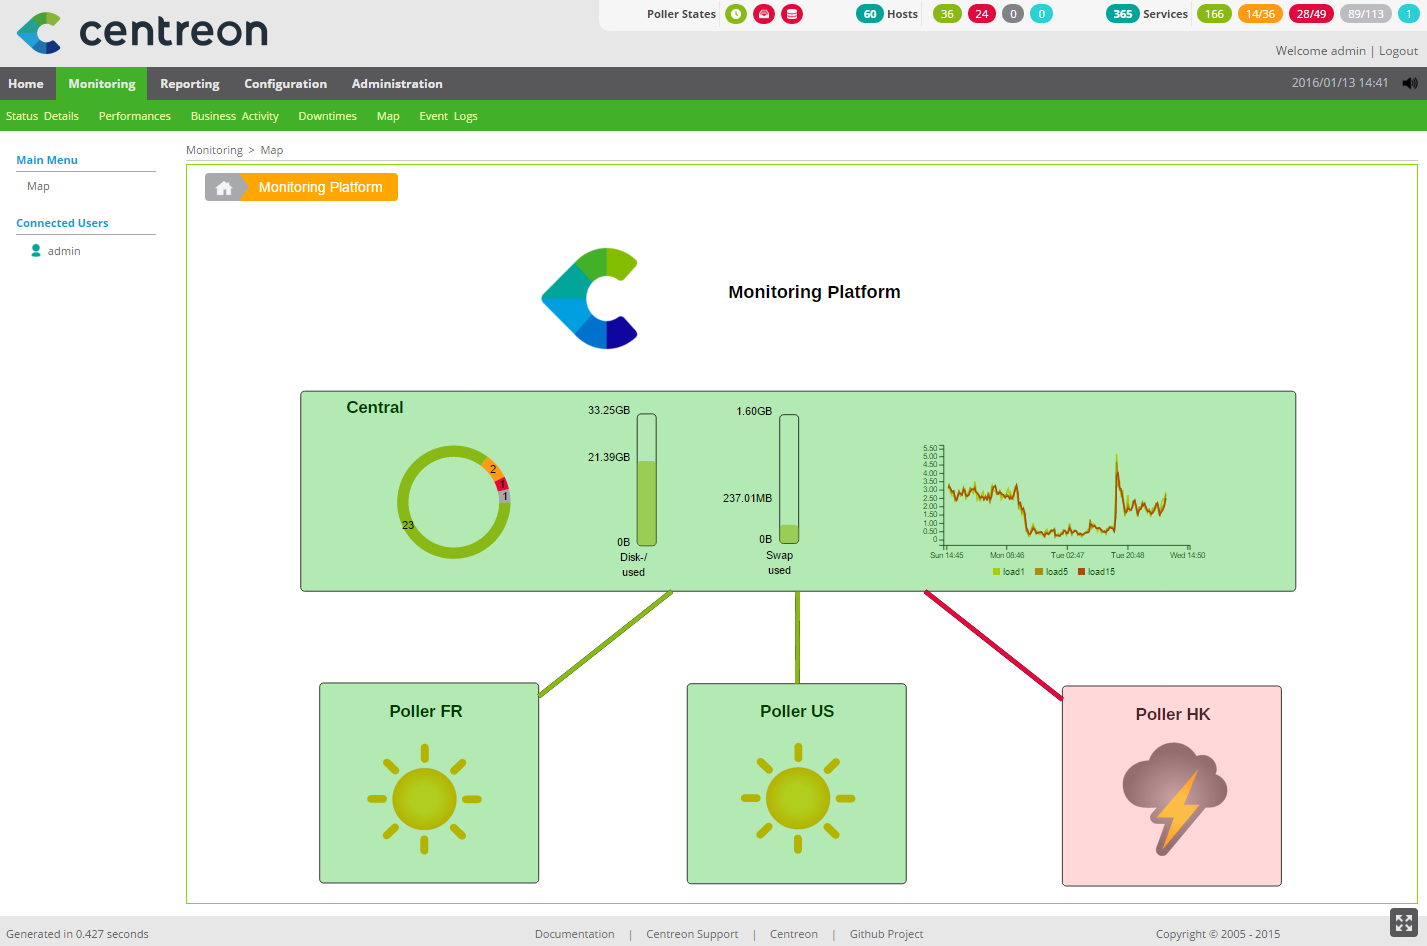 centreon
Poller States 60 Hosts 36 24 0 0 365 Services 166 14/36 28/49 89/113 1
Welcome admin | Logout
Home Monitoring Reporting Configuration Administration 2016/01/13 14:41
Status Details Performances Business Activity Downtimes Map Event Logs
Main Menu
Map
Connected Users
admin
Monitoring > Map
Monitoring Platform
Monitoring Platform
Central
2
1
1
23
33.25GB
21.39GB
0B
Disk-/
used
1.60GB
237.01MB
0B
Swap
used
5.50
5.00
4.50
4.00
3.50
3.00
2.50
2.00
1.50
1.00
0.50
0
Sun 14:45 Mon 08:46 Tue 02:47 Tue 20:48 Wed 14:50
load1 load5 load15
Poller FR
Poller US
Poller HK
Generated in 0.427 seconds
Documentation | Centreon Support | Centreon | Github Project
Copyright © 2005 - 2015